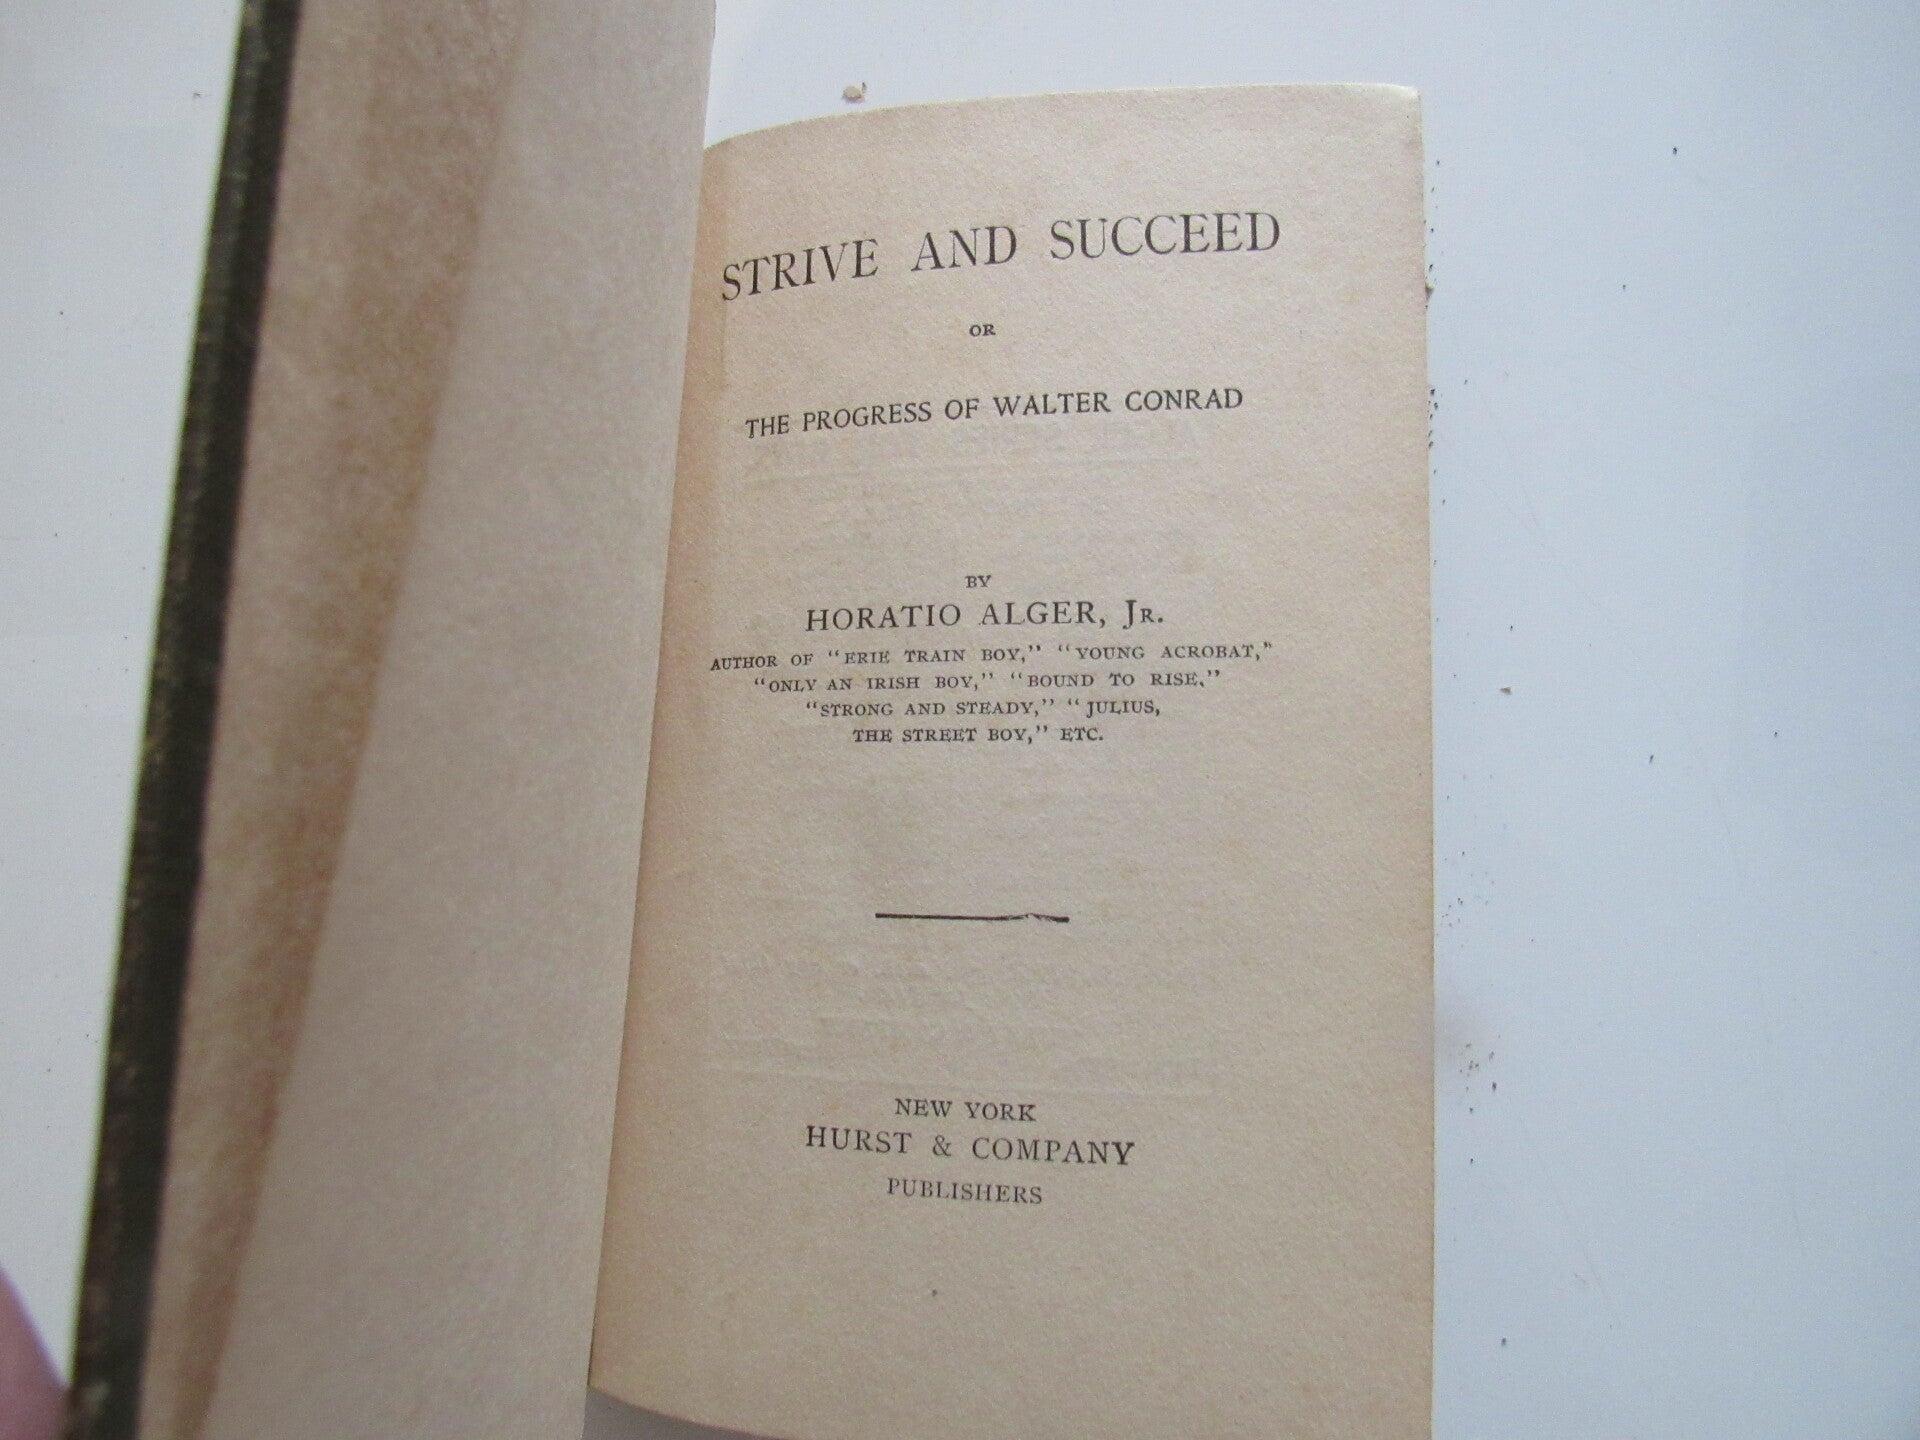 STRIVE AND SUCCEED
OR
THE PROGRESS OF WALTER CONRAD
BY
HORATIO ALGER, JR.
AUTHOR OF "ERIE TRAIN BOY," "YOUNG ACROBAT,"
"ONLY AN IRISH BOY," "BOUND TO RISE,"
"STRONG AND STEADY," "JULIUS,
THE STREET BOY," ETC.
NEW YORK
HURST & COMPANY
PUBLISHERS